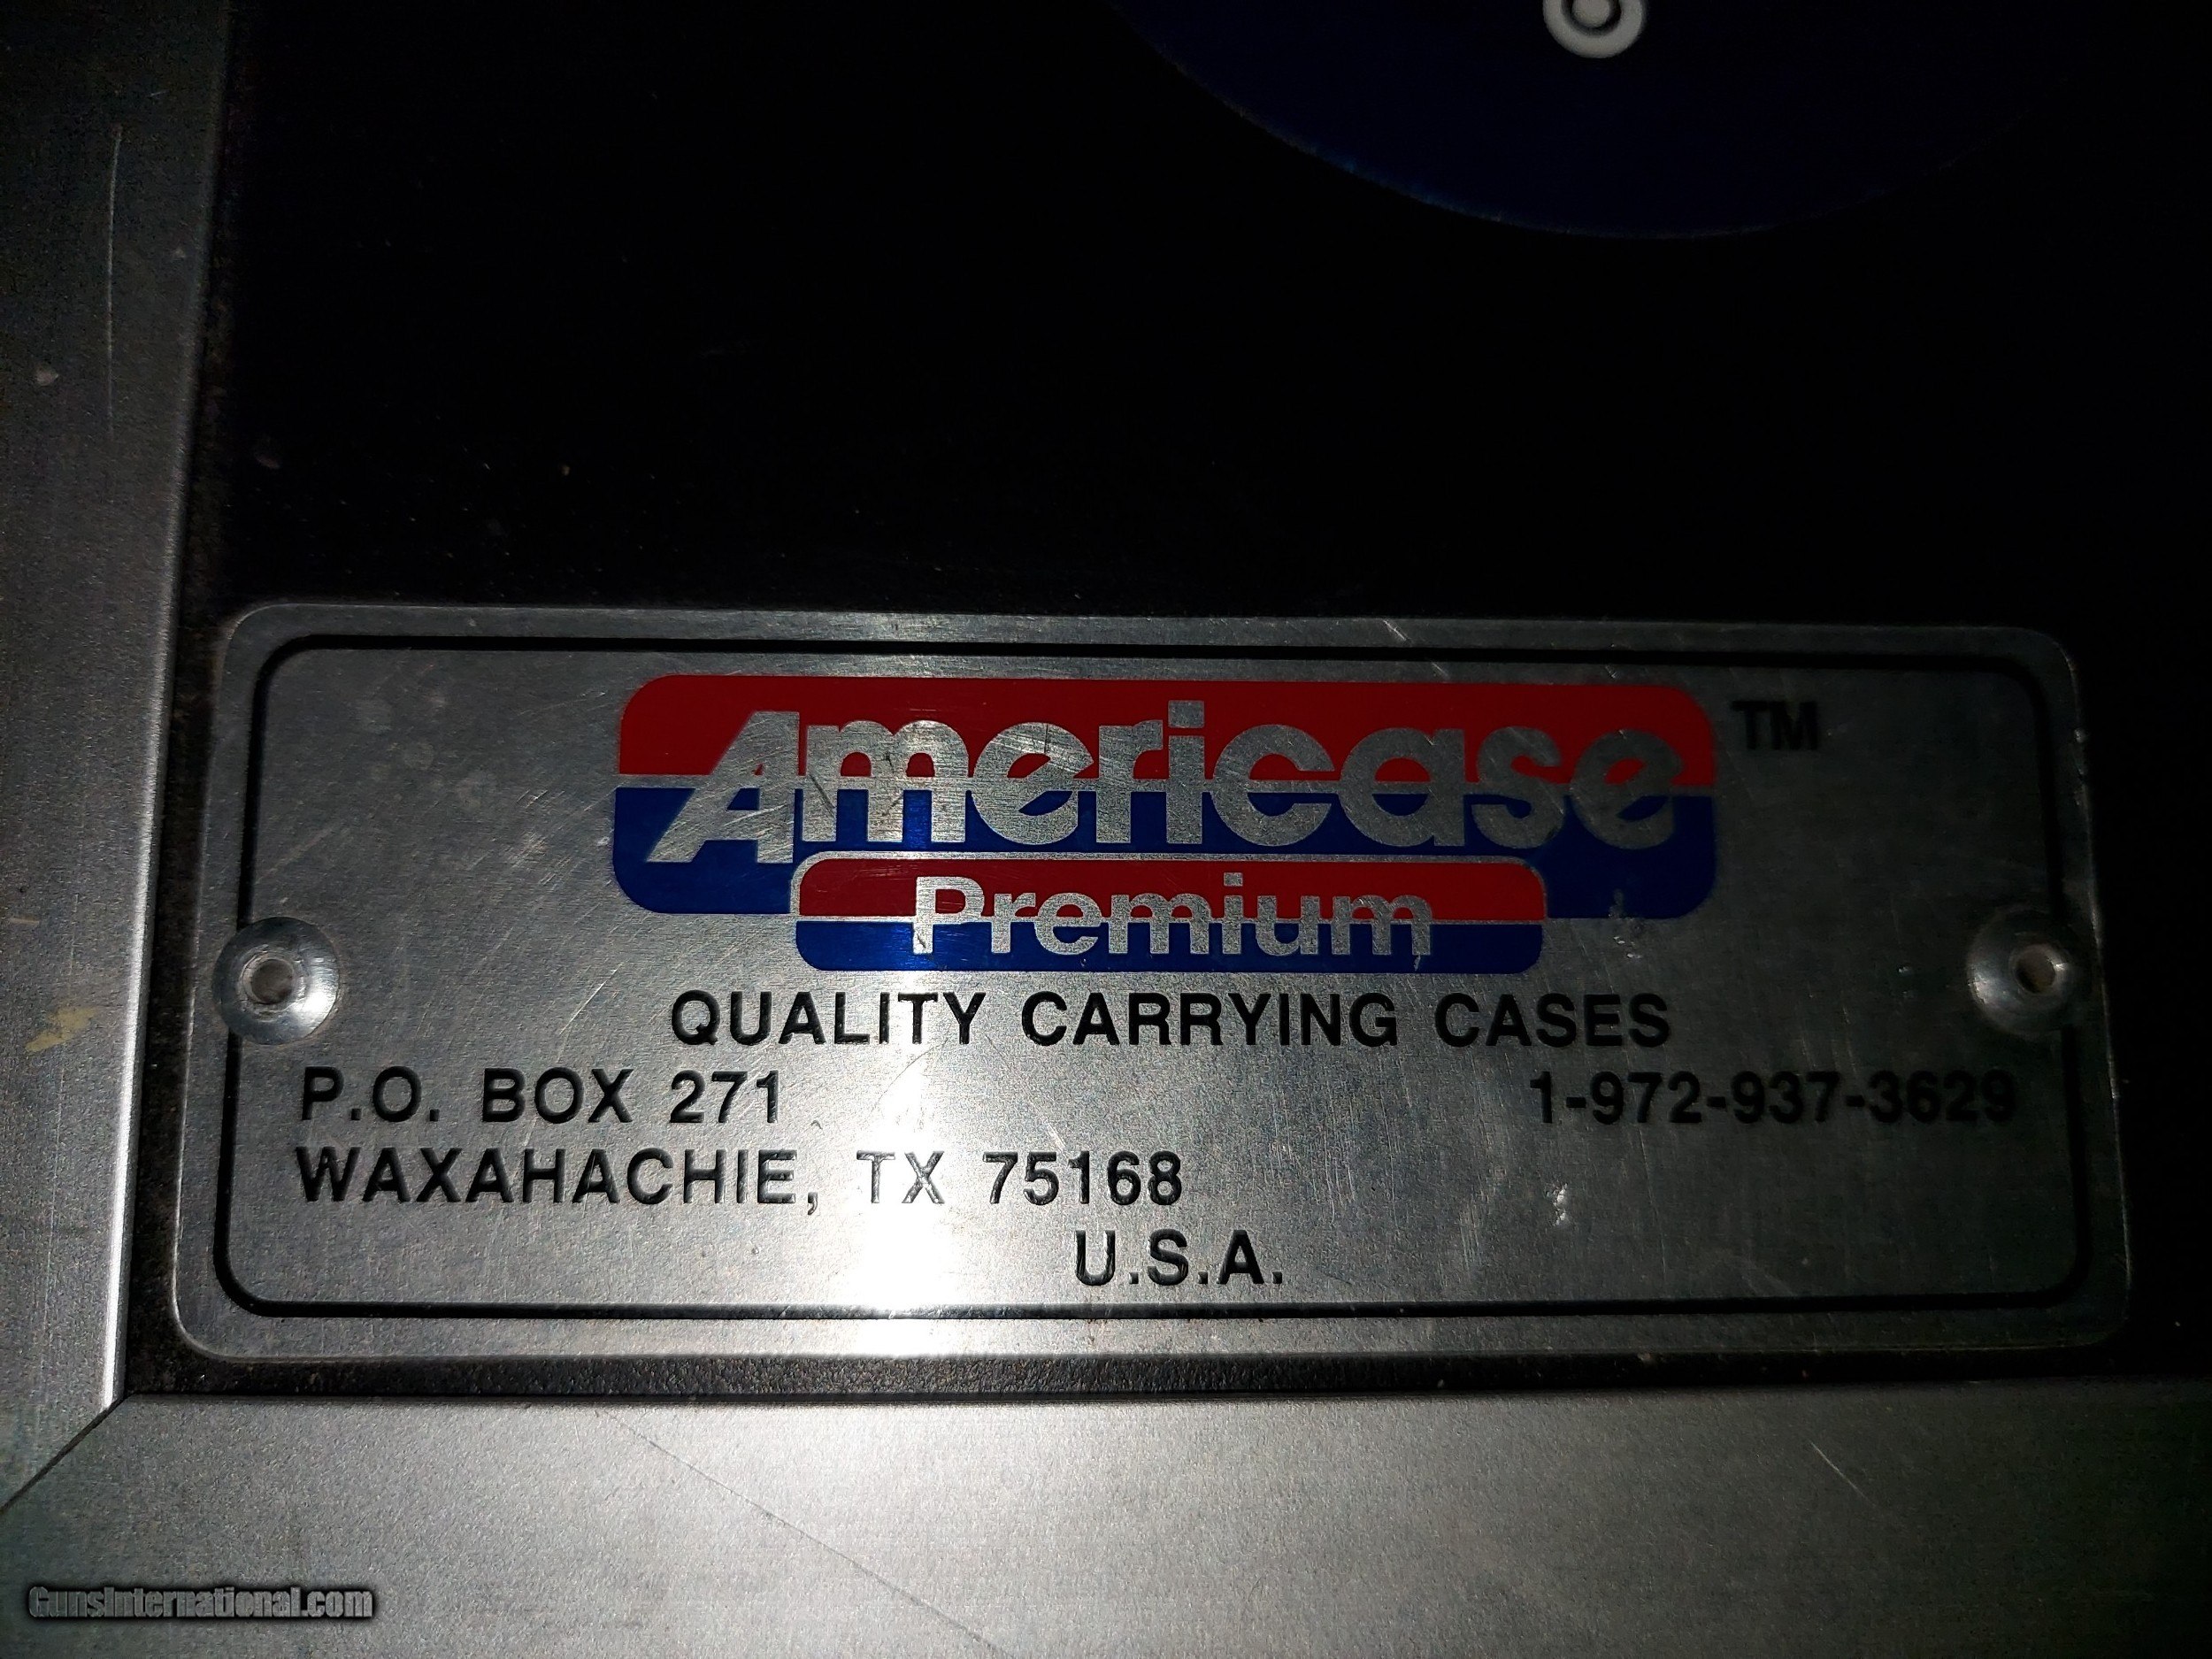 Americase TM
Premium
QUALITY CARRYING CASES
P.O. BOX 271 1-972-937-3629
WAXAHACHIE, TX 75168
U.S.A.
GunsInternational.com